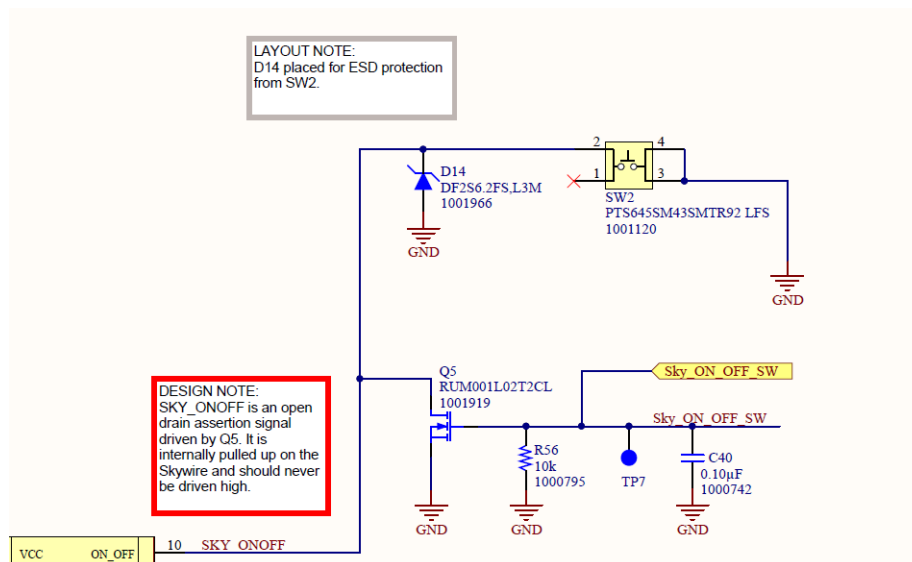 LAYOUT NOTE:
D14 placed for ESD protection
from SW2.
2
4
1
3
D14
DF2S6.2FS,L3M
1001966
SW2
PTS645SM43SMTR92 LFS
1001120
GND
GND
DESIGN NOTE:
SKY_ONOFF is an open
drain assertion signal
driven by Q5. It is
internally pulled up on the
Skywire and should never
be driven high.
Q5
RUM001L02T2CL
1001919
Sky_ON_OFF_SW
Sky_ON_OFF_SW
R56
10k
1000795
TP7
C40
0.10µF
1000742
GND
GND
GND
VCC
ON_OFF
10
SKY_ONOFF